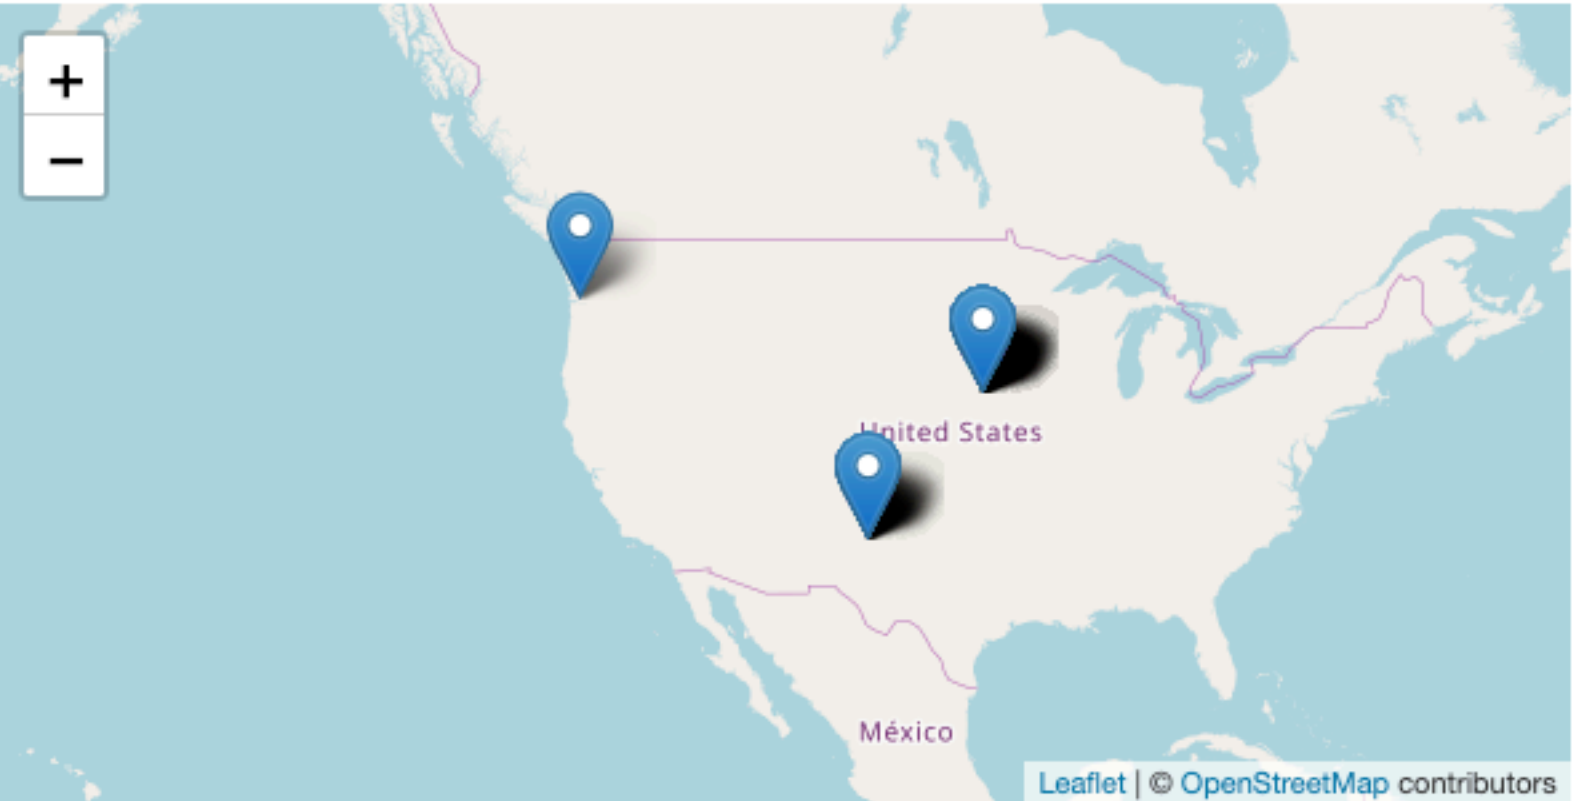 +
−
United States
México
Leaflet | © OpenStreetMap contributors